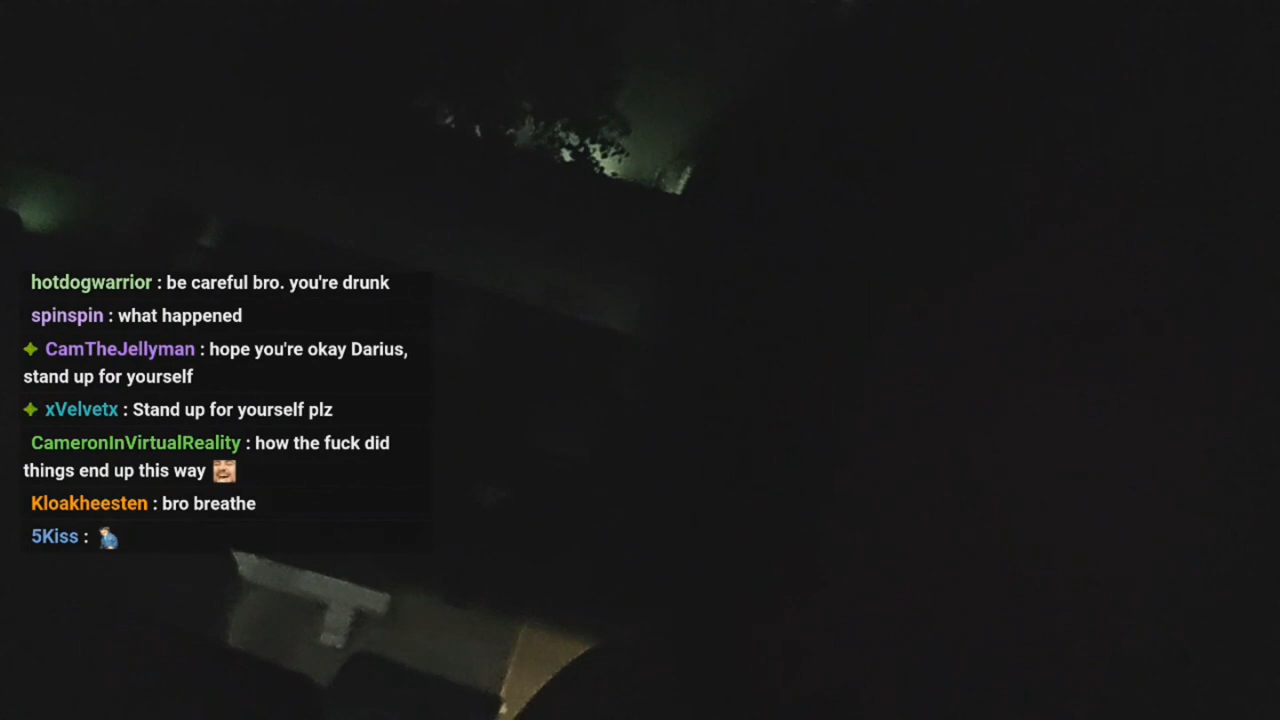 hotdogwarrior : be careful bro. you're drunk
spinspin : what happened
CamTheJellyman : hope you're okay Darius,
stand up for yourself
xVelvetx : Stand up for yourself plz
CameronInVirtualReality : how the fuck did
things end up this way
Kloakheesten : bro breathe
5Kiss :